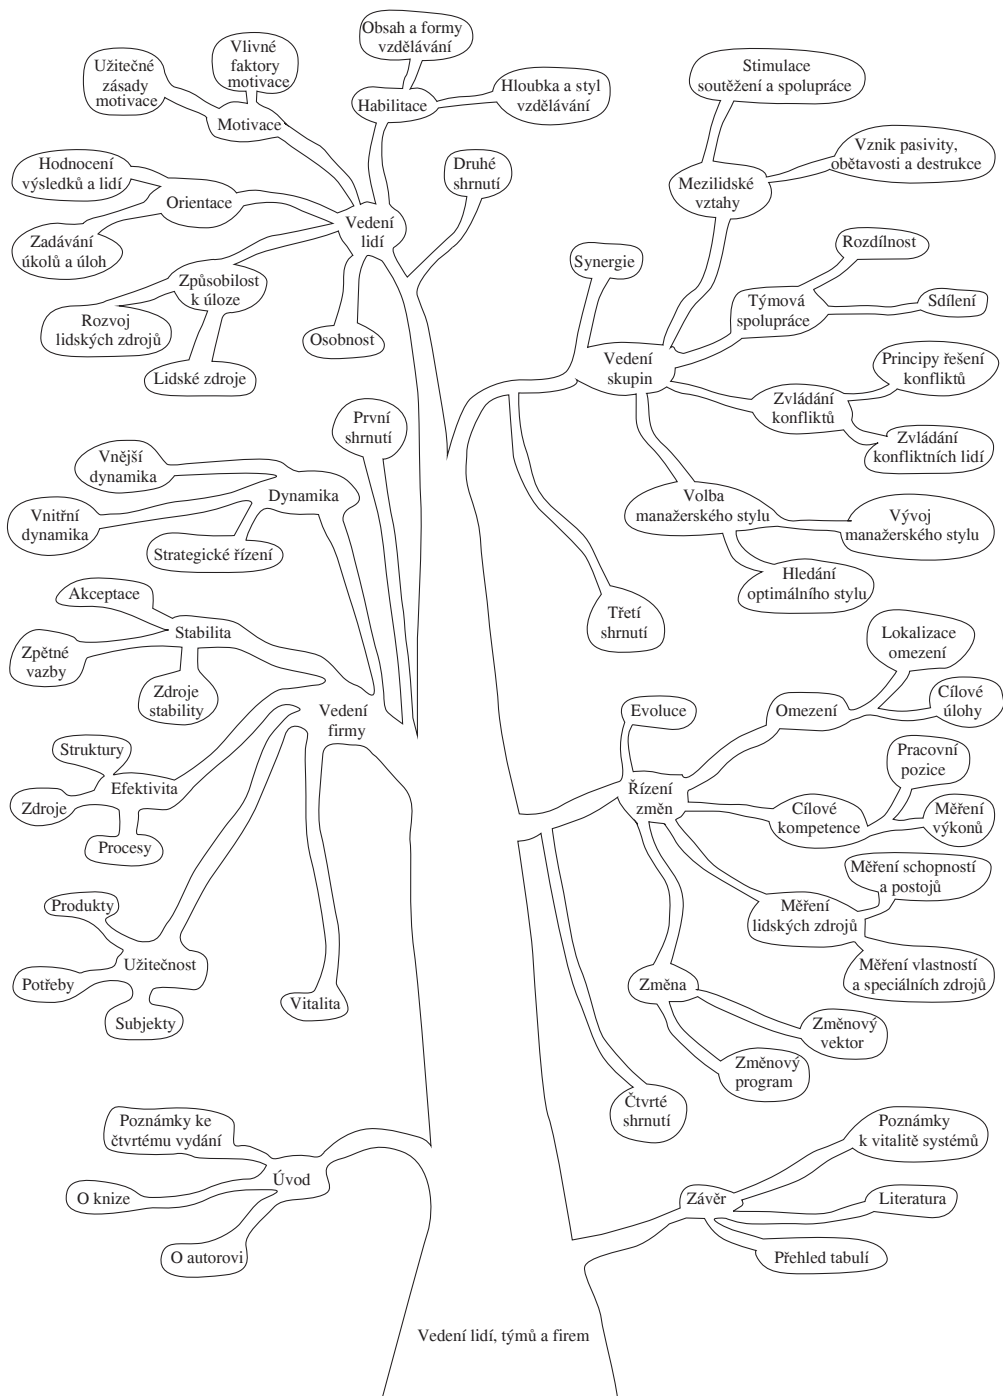 Obsah a formy
vzdělávání
Vlivné
faktory
motivace
Užitečné
zásady
motivace
Hloubka a styl
vzdělávání
Habilitace
Motivace
Stimulace
soutěžení a spolupráce
Vznik pasivity,
obětavosti a destrukce
Mezilidské
vztahy
Hodnocení
výsledků a lidí
Orientace
Druhé
shrnutí
Vedení
lidí
Zadávání
úkolů a úloh
Způsobilost
k úloze
Rozvoj
lidských zdrojů
Osobnost
Lidské zdroje
Synergie
Rozdílnost
Týmová
spolupráce
Sdílení
Vedení
skupin
Principy řešení
konfliktů
Zvládání
konfliktů
Zvládání
konfliktních lidí
První
shrnutí
Vnější
dynamika
Dynamika
Vnitřní
dynamika
Strategické řízení
Volba
manažerského stylu
Vývoj
manažerského stylu
Hledání
optimálního stylu
Třetí
shrnutí
Akceptace
Stabilita
Zpětné
vazby
Zdroje
stability
Vedení
firmy
Lokalizace
omezení
Evoluce
Omezení
Cílové
úlohy
Struktury
Efektivita
Zdroje
Procesy
Řízení
změn
Pracovní
pozice
Cílové
kompetence
Měření
výkonů
Měření schopností
a postojů
Měření
lidských zdrojů
Měření vlastností
a speciálních zdrojů
Produkty
Užitečnost
Potřeby
Subjekty
Vitalita
Změna
Změnový
vektor
Změnový
program
Čtvrté
shrnutí
Poznámky ke
čtvrtému vydání
Úvod
O knize
O autorovi
Poznámky
k vitalitě systémů
Závěr
Literatura
Přehled tabulí
Vedení lidí, týmů a firem